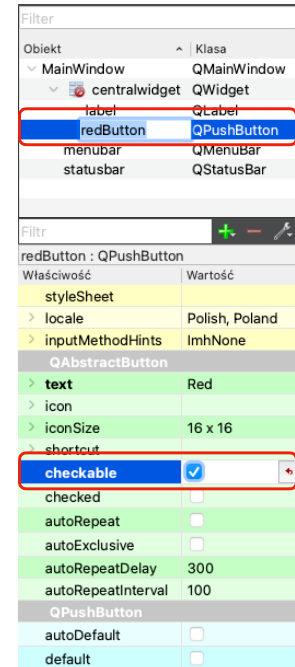 Filter
Obiekt Klasa
MainWindow QMainWindow
centralwidget QWidget
label QLabel
redButton QPushButton
menubar QMenuBar
statusbar QStatusBar
Filtr
redButton : QPushButton
Właściwość Wartość
styleSheet
locale Polish, Poland
inputMethodHints ImhNone
QAbstractButton
text Red
icon
iconSize 16 x 16
shortcut
checkable
checked
autoRepeat
autoExclusive
autoRepeatDelay 300
autoRepeatInterval 100
QPushButton
autoDefault
default